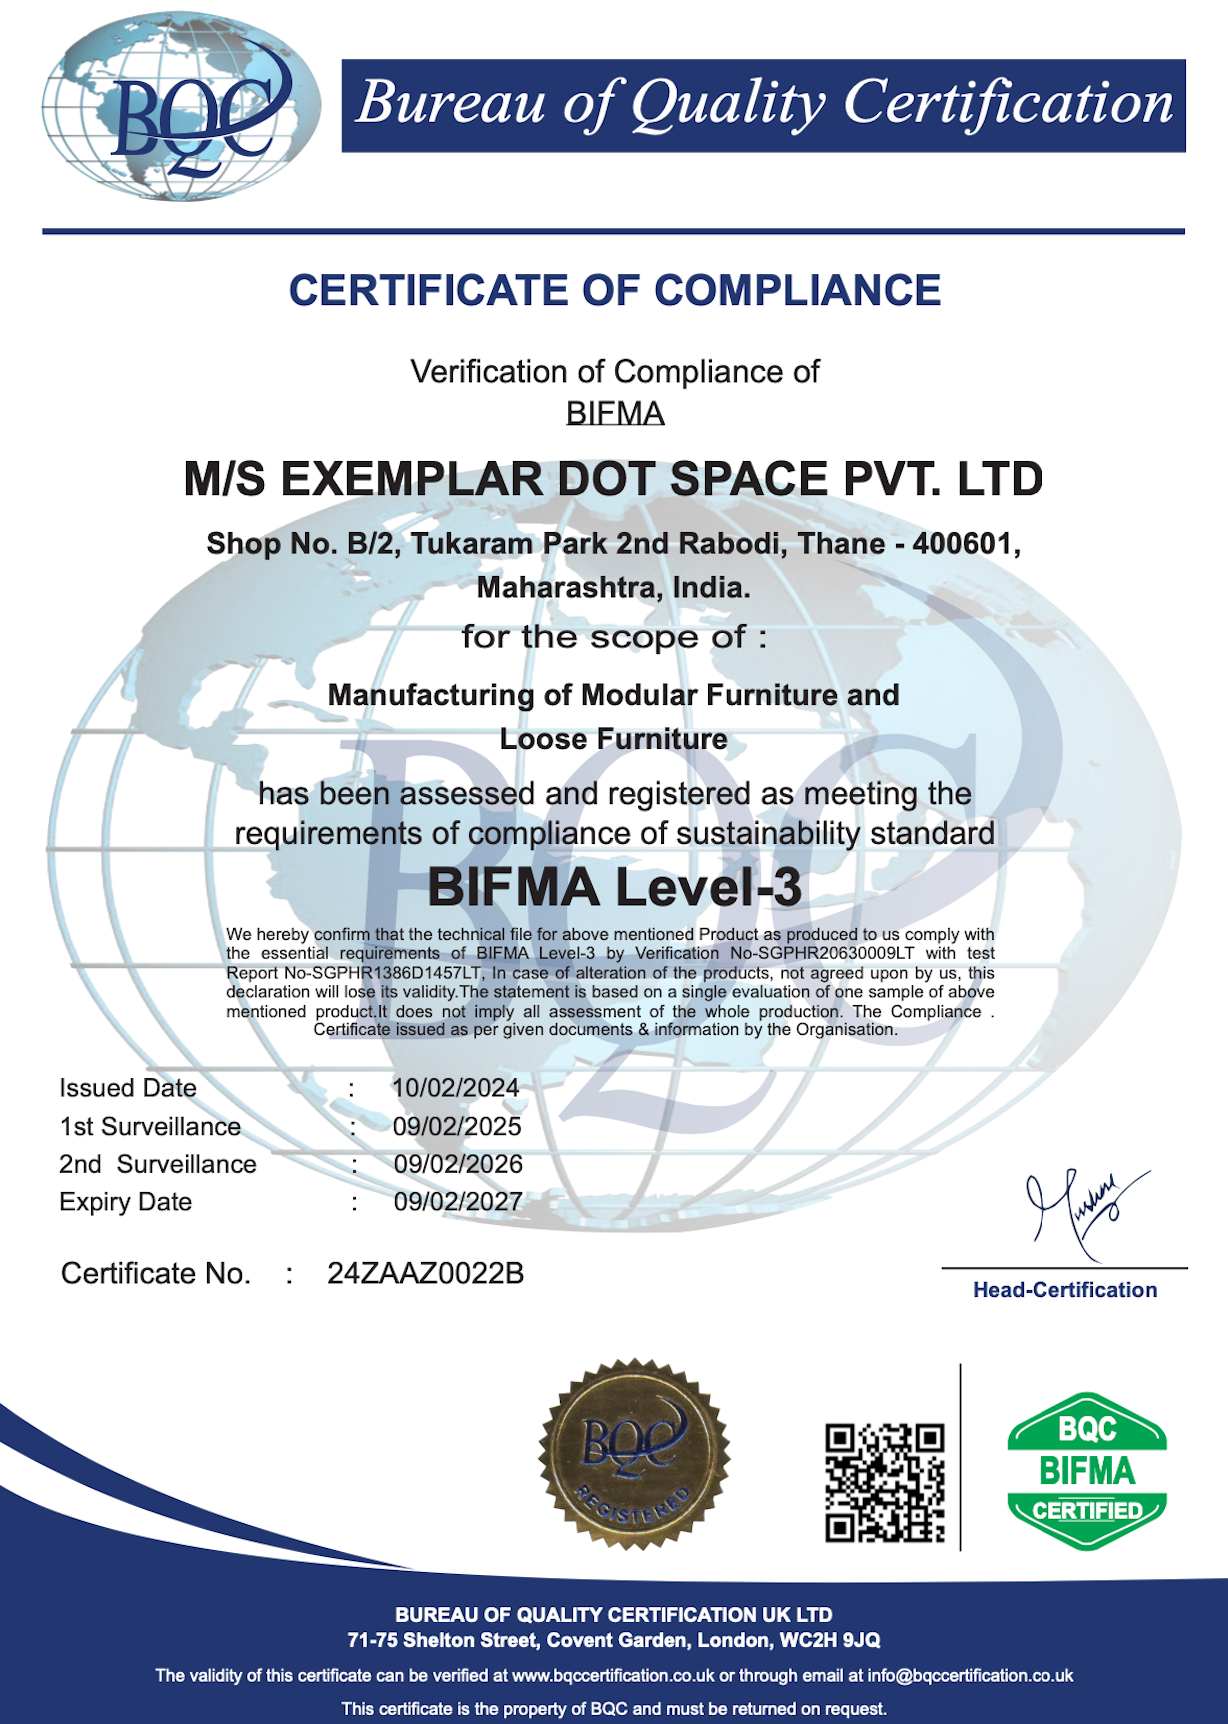 BQC
Bureau of Quality Certification
CERTIFICATE OF COMPLIANCE
Verification of Compliance of
BIFMA
M/S EXEMPLAR DOT SPACE PVT. LTD
Shop No. B/2, Tukaram Park 2nd Rabodi, Thane - 400601,
Maharashtra, India.
for the scope of :
Manufacturing of Modular Furniture and
Loose Furniture
has been assessed and registered as meeting the
requirements of compliance of sustainability standard
BIFMA Level-3
We hereby confirm that the technical file for above mentioned Product as produced to us comply with
the essential requirements of BIFMA Level-3 by Verification No-SGPHR20630009LT with test
Report No-SGPHR1386D1457LT, In case of alteration of the products, not agreed upon by us, this
declaration will lose its validity.The statement is based on a single evaluation of one sample of above
mentioned product.It does not imply all assessment of the whole production. The Compliance .
Certificate issued as per given documents & information by the Organisation.
Issued Date : 10/02/2024
1st Surveillance : 09/02/2025
2nd Surveillance : 09/02/2026
Expiry Date : 09/02/2027
Certificate No. : 24ZAAZ0022B
Head-Certification
BQC
REGISTERED
BQC
BIFMA
CERTIFIED
BUREAU OF QUALITY CERTIFICATION UK LTD
71-75 Shelton Street, Covent Garden, London, WC2H 9JQ
The validity of this certificate can be verified at www.bqccertification.co.uk or through email at info@bqccertification.co.uk
This certificate is the property of BQC and must be returned on request.